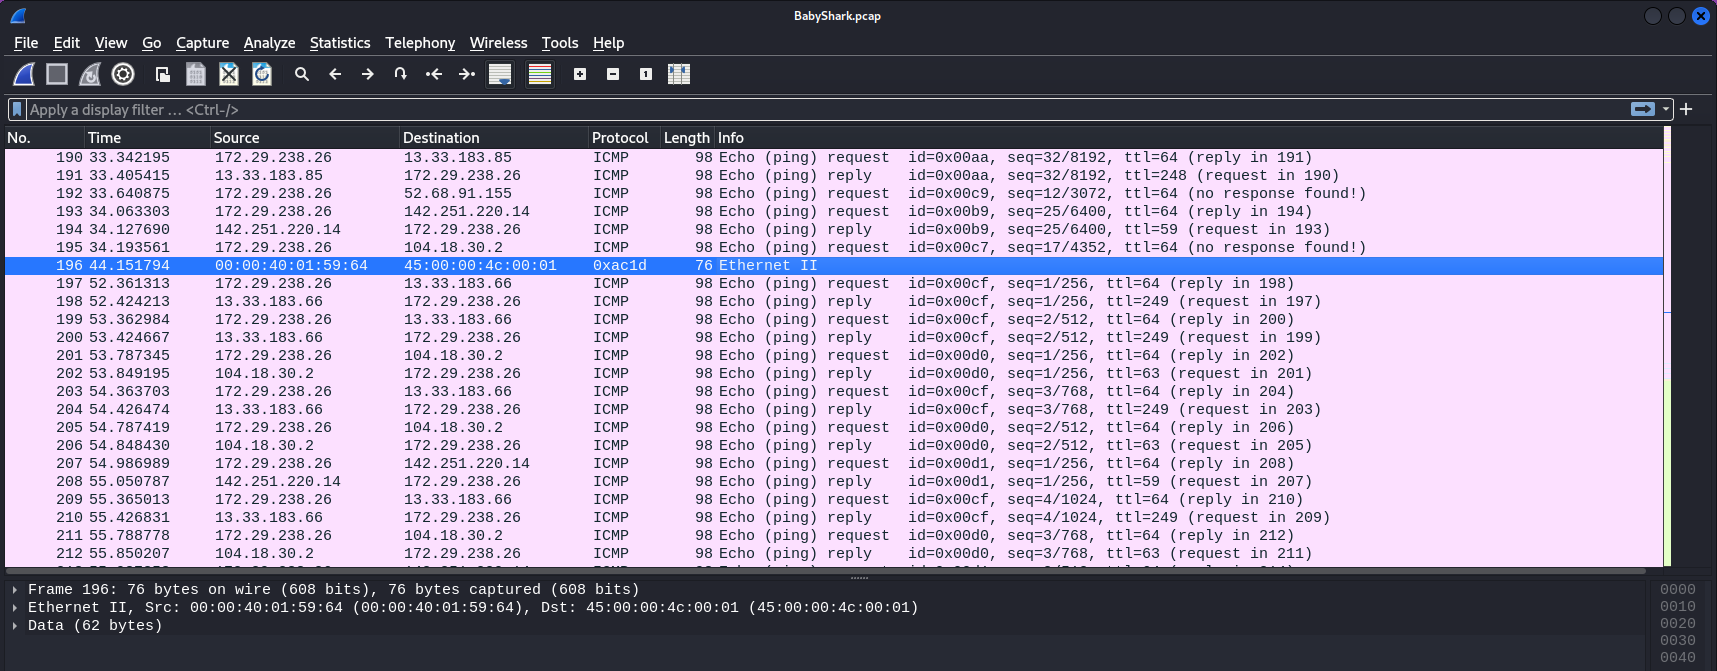 BabyShark.pcap
File Edit View Go Capture Analyze Statistics Telephony Wireless Tools Help
Apply a display filter ... <Ctrl-/>
No. Time Source Destination Protocol Length Info
190 33.342195 172.29.238.26 13.33.183.85 ICMP 98 Echo (ping) request id=0x00aa, seq=32/8192, ttl=64 (reply in 191)
191 33.405415 13.33.183.85 172.29.238.26 ICMP 98 Echo (ping) reply id=0x00aa, seq=32/8192, ttl=248 (request in 190)
192 33.640875 172.29.238.26 52.68.91.155 ICMP 98 Echo (ping) request id=0x00c9, seq=12/3072, ttl=64 (no response found!)
193 34.063303 172.29.238.26 142.251.220.14 ICMP 98 Echo (ping) request id=0x00b9, seq=25/6400, ttl=64 (reply in 194)
194 34.127690 142.251.220.14 172.29.238.26 ICMP 98 Echo (ping) reply id=0x00b9, seq=25/6400, ttl=59 (request in 193)
195 34.193561 172.29.238.26 104.18.30.2 ICMP 98 Echo (ping) request id=0x00c7, seq=17/4352, ttl=64 (no response found!)
196 44.151794 00:00:40:01:59:64 45:00:00:4c:00:01 0xac1d 76 Ethernet II
197 52.361313 172.29.238.26 13.33.183.66 ICMP 98 Echo (ping) request id=0x00cf, seq=1/256, ttl=64 (reply in 198)
198 52.424213 13.33.183.66 172.29.238.26 ICMP 98 Echo (ping) reply id=0x00cf, seq=1/256, ttl=249 (request in 197)
199 53.362984 172.29.238.26 13.33.183.66 ICMP 98 Echo (ping) request id=0x00cf, seq=2/512, ttl=64 (reply in 200)
200 53.424667 13.33.183.66 172.29.238.26 ICMP 98 Echo (ping) reply id=0x00cf, seq=2/512, ttl=249 (request in 199)
201 53.787345 172.29.238.26 104.18.30.2 ICMP 98 Echo (ping) request id=0x00d0, seq=1/256, ttl=64 (reply in 202)
202 53.849195 104.18.30.2 172.29.238.26 ICMP 98 Echo (ping) reply id=0x00d0, seq=1/256, ttl=63 (request in 201)
203 54.363703 172.29.238.26 13.33.183.66 ICMP 98 Echo (ping) request id=0x00cf, seq=3/768, ttl=64 (reply in 204)
204 54.426474 13.33.183.66 172.29.238.26 ICMP 98 Echo (ping) reply id=0x00cf, seq=3/768, ttl=249 (request in 203)
205 54.787419 172.29.238.26 104.18.30.2 ICMP 98 Echo (ping) request id=0x00d0, seq=2/512, ttl=64 (reply in 206)
206 54.848430 104.18.30.2 172.29.238.26 ICMP 98 Echo (ping) reply id=0x00d0, seq=2/512, ttl=63 (request in 205)
207 54.986989 172.29.238.26 142.251.220.14 ICMP 98 Echo (ping) request id=0x00d1, seq=1/256, ttl=64 (reply in 208)
208 55.050787 142.251.220.14 172.29.238.26 ICMP 98 Echo (ping) reply id=0x00d1, seq=1/256, ttl=59 (request in 207)
209 55.365013 172.29.238.26 13.33.183.66 ICMP 98 Echo (ping) request id=0x00cf, seq=4/1024, ttl=64 (reply in 210)
210 55.426831 13.33.183.66 172.29.238.26 ICMP 98 Echo (ping) reply id=0x00cf, seq=4/1024, ttl=249 (request in 209)
211 55.788778 172.29.238.26 104.18.30.2 ICMP 98 Echo (ping) request id=0x00d0, seq=3/768, ttl=64 (reply in 212)
212 55.850207 104.18.30.2 172.29.238.26 ICMP 98 Echo (ping) reply id=0x00d0, seq=3/768, ttl=63 (request in 211)
Frame 196: 76 bytes on wire (608 bits), 76 bytes captured (608 bits)
Ethernet II, Src: 00:00:40:01:59:64 (00:00:40:01:59:64), Dst: 45:00:00:4c:00:01 (45:00:00:4c:00:01)
Data (62 bytes)
0000
0010
0020
0030
0040